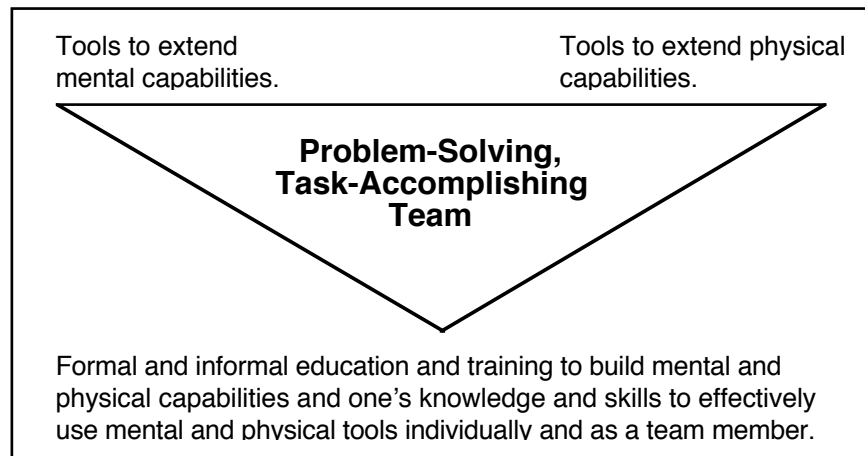 Tools to extend
mental capabilities.
Tools to extend physical
capabilities.
Problem-Solving,
Task-Accomplishing
Team
Formal and informal education and training to build mental and
physical capabilities and one’s knowledge and skills to effectively
use mental and physical tools individually and as a team member.